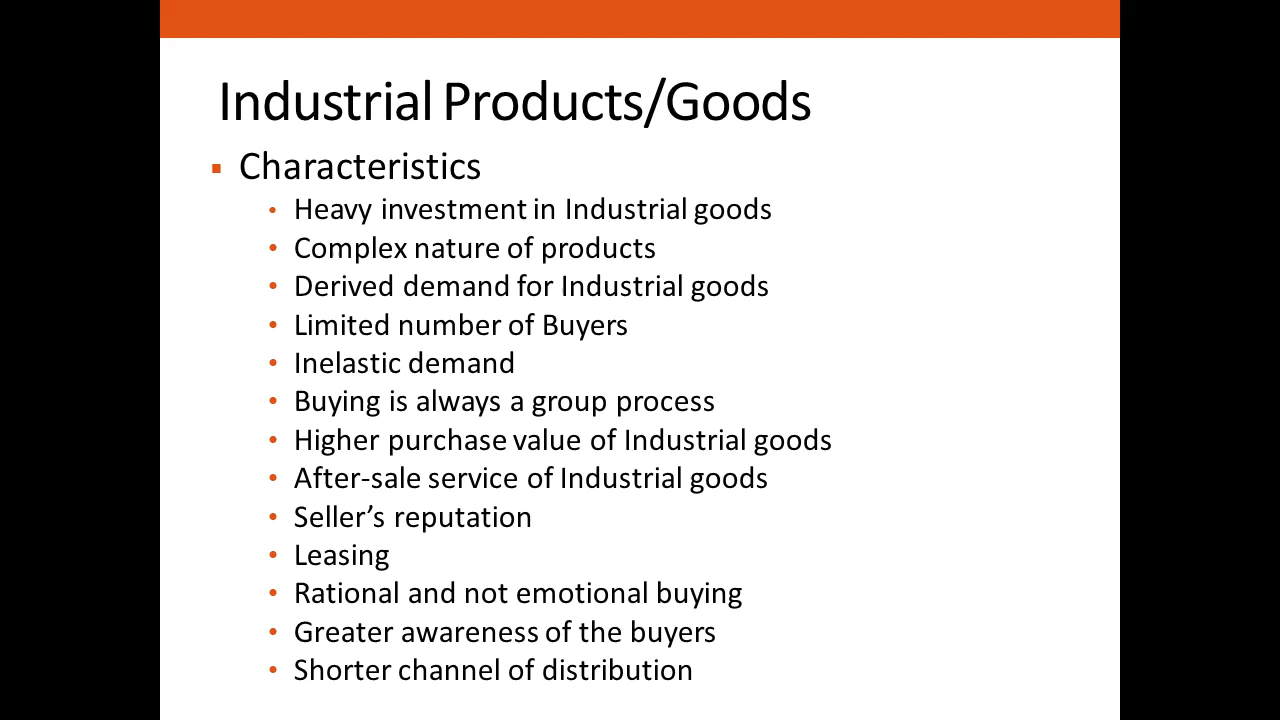 Industrial Products/Goods
▪ Characteristics
• Heavy investment in Industrial goods
• Complex nature of products
• Derived demand for Industrial goods
• Limited number of Buyers
• Inelastic demand
• Buying is always a group process
• Higher purchase value of Industrial goods
• After-sale service of Industrial goods
• Seller’s reputation
• Leasing
• Rational and not emotional buying
• Greater awareness of the buyers
• Shorter channel of distribution